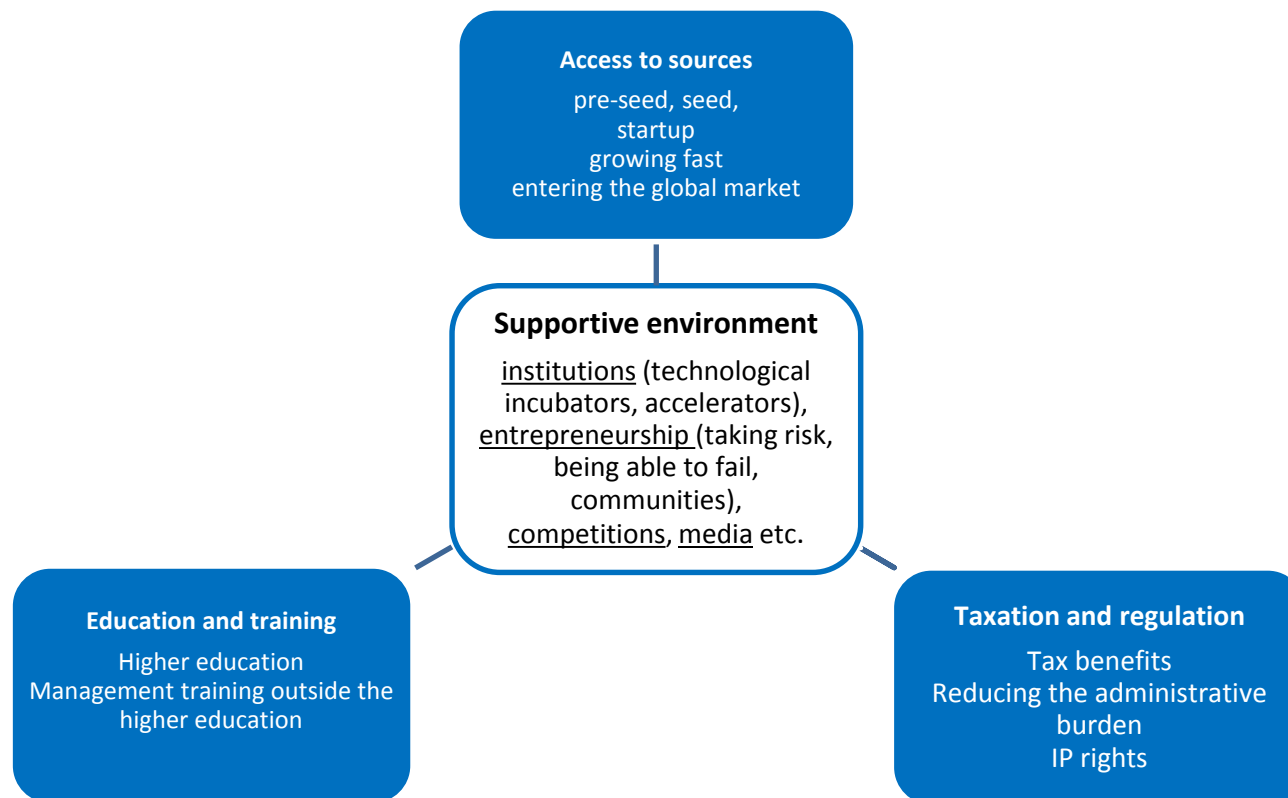 Access to sources
pre-seed, seed,
startup
growing fast
entering the global market
Supportive environment
institutions (technological
incubators, accelerators),
entrepreneurship (taking risk,
being able to fail,
communities),
competitions, media etc.
Education and training
Higher education
Management training outside the
higher education
Taxation and regulation
Tax benefits
Reducing the administrative
burden
IP rights